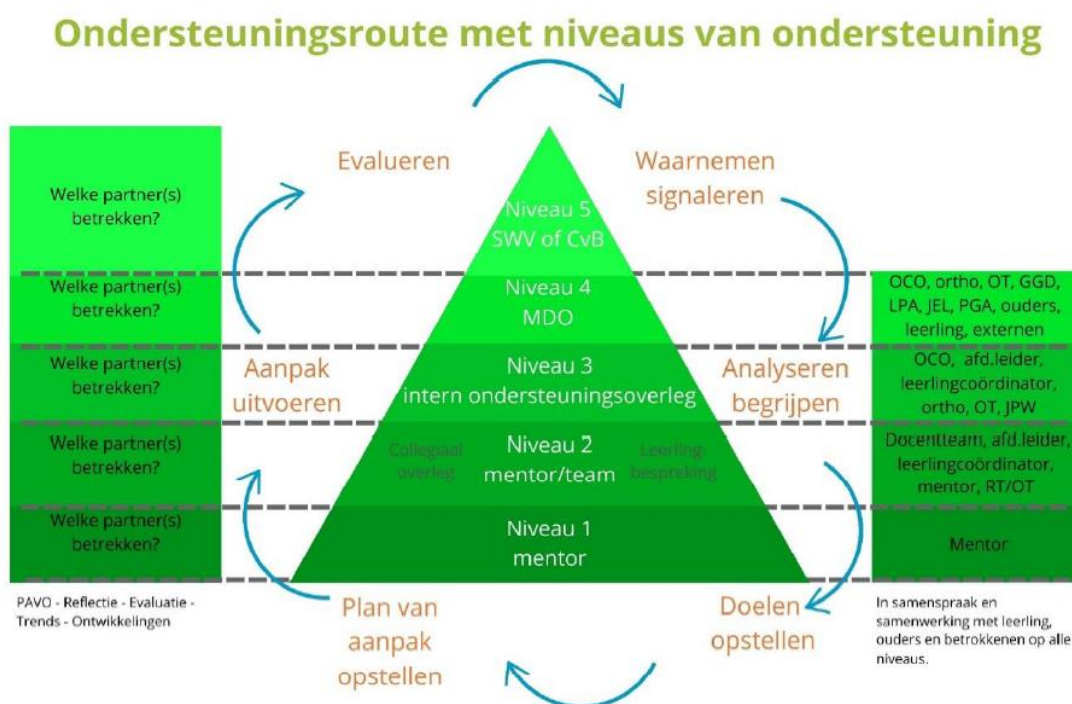 Ondersteuningsroute met niveaus van ondersteuning
Evalueren
Waarnemen
signaleren
Welke partner(s)
betrekken?
Niveau 5
SWV of CvB
Welke partner(s)
betrekken?
Niveau 4
MDO
OCO, ortho, OT, GGD,
LPA, JEL, PGA, ouders,
leerling, externen
Welke partner(s)
betrekken?
Aanpak
uitvoeren
Niveau 3
intern ondersteuningsoverleg
Analyseren
begrijpen
OCO, afd.leider,
leerlingcoördinator,
ortho, OT, JPW
Welke partner(s)
betrekken?
Collegiaal
overleg
Niveau 2
mentor/team
Leerling-
bespreking
Docentteam, afd.leider,
leerlingcoördinator,
mentor, RT/OT
Welke partner(s)
betrekken?
Niveau 1
mentor
Mentor
PAVO - Reflectie - Evaluatie -
Trends - Ontwikkelingen
Plan van
aanpak
opstellen
Doelen
opstellen
In samenspraak en
samenwerking met leerling,
ouders en betrokkenen op alle
niveaus.